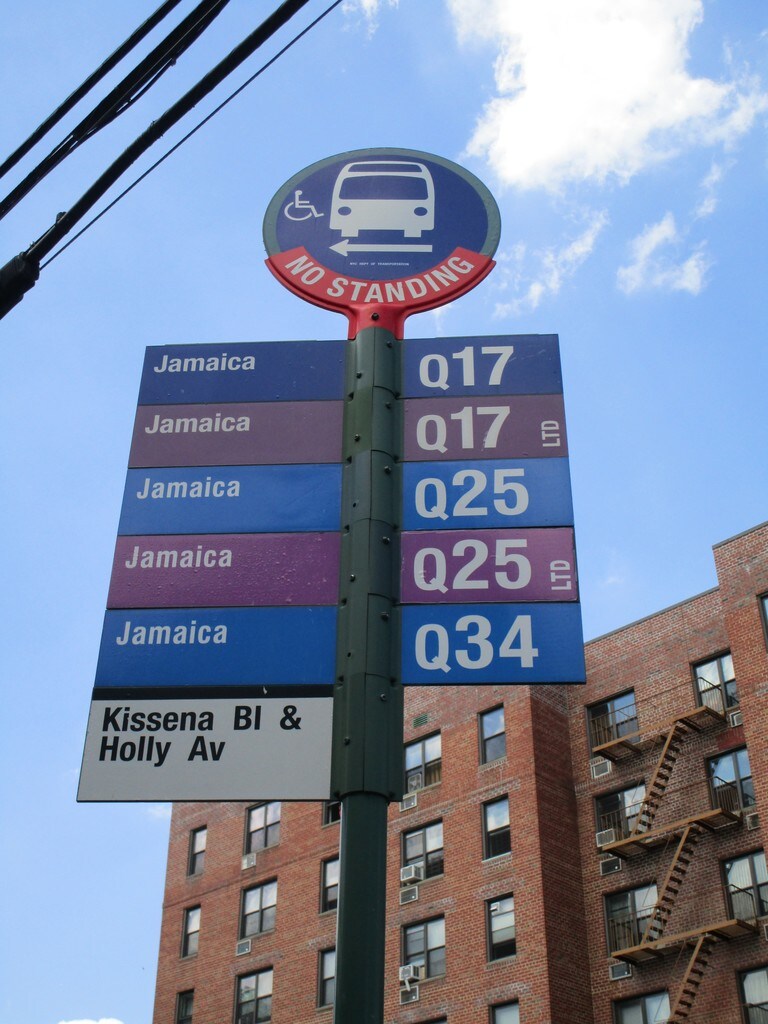 NO STANDING
Jamaica Q17
Jamaica Q17 LTD
Jamaica Q25
Jamaica Q25 LTD
Jamaica Q34
Kissena Bl &
Holly Av